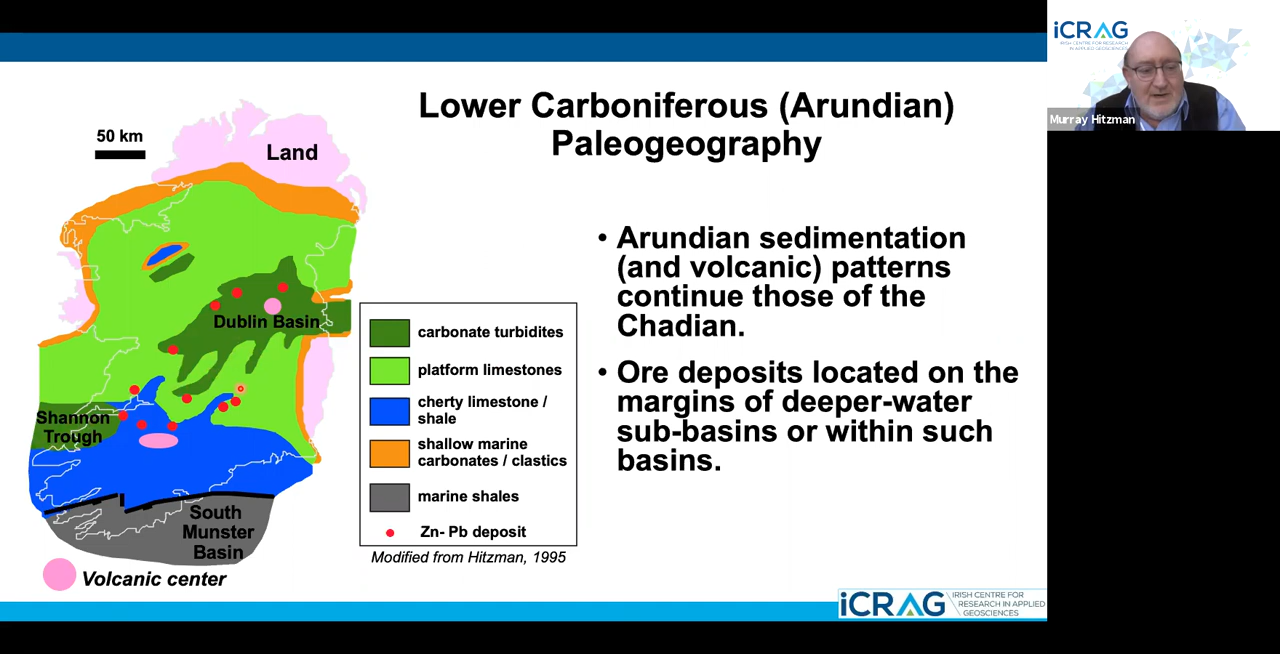 Lower Carboniferous (Arundian)
Paleogeography
50 km
Land
Dublin Basin
Shannon
Trough
South
Munster
Basin
Volcanic center
carbonate turbidites
platform limestones
cherty limestone /
shale
shallow marine
carbonates / clastics
marine shales
Zn- Pb deposit
Modified from Hitzman, 1995
• Arundian sedimentation
(and volcanic) patterns
continue those of the
Chadian.
• Ore deposits located on the
margins of deeper-water
sub-basins or within such
basins.
iCRAG
IRISH CENTRE FOR
RESEARCH IN APPLIED
GEOSCIENCES
iCRAG
IRISH CENTRE FOR RESEARCH
IN APPLIED GEOSCIENCES
Murray Hitzman